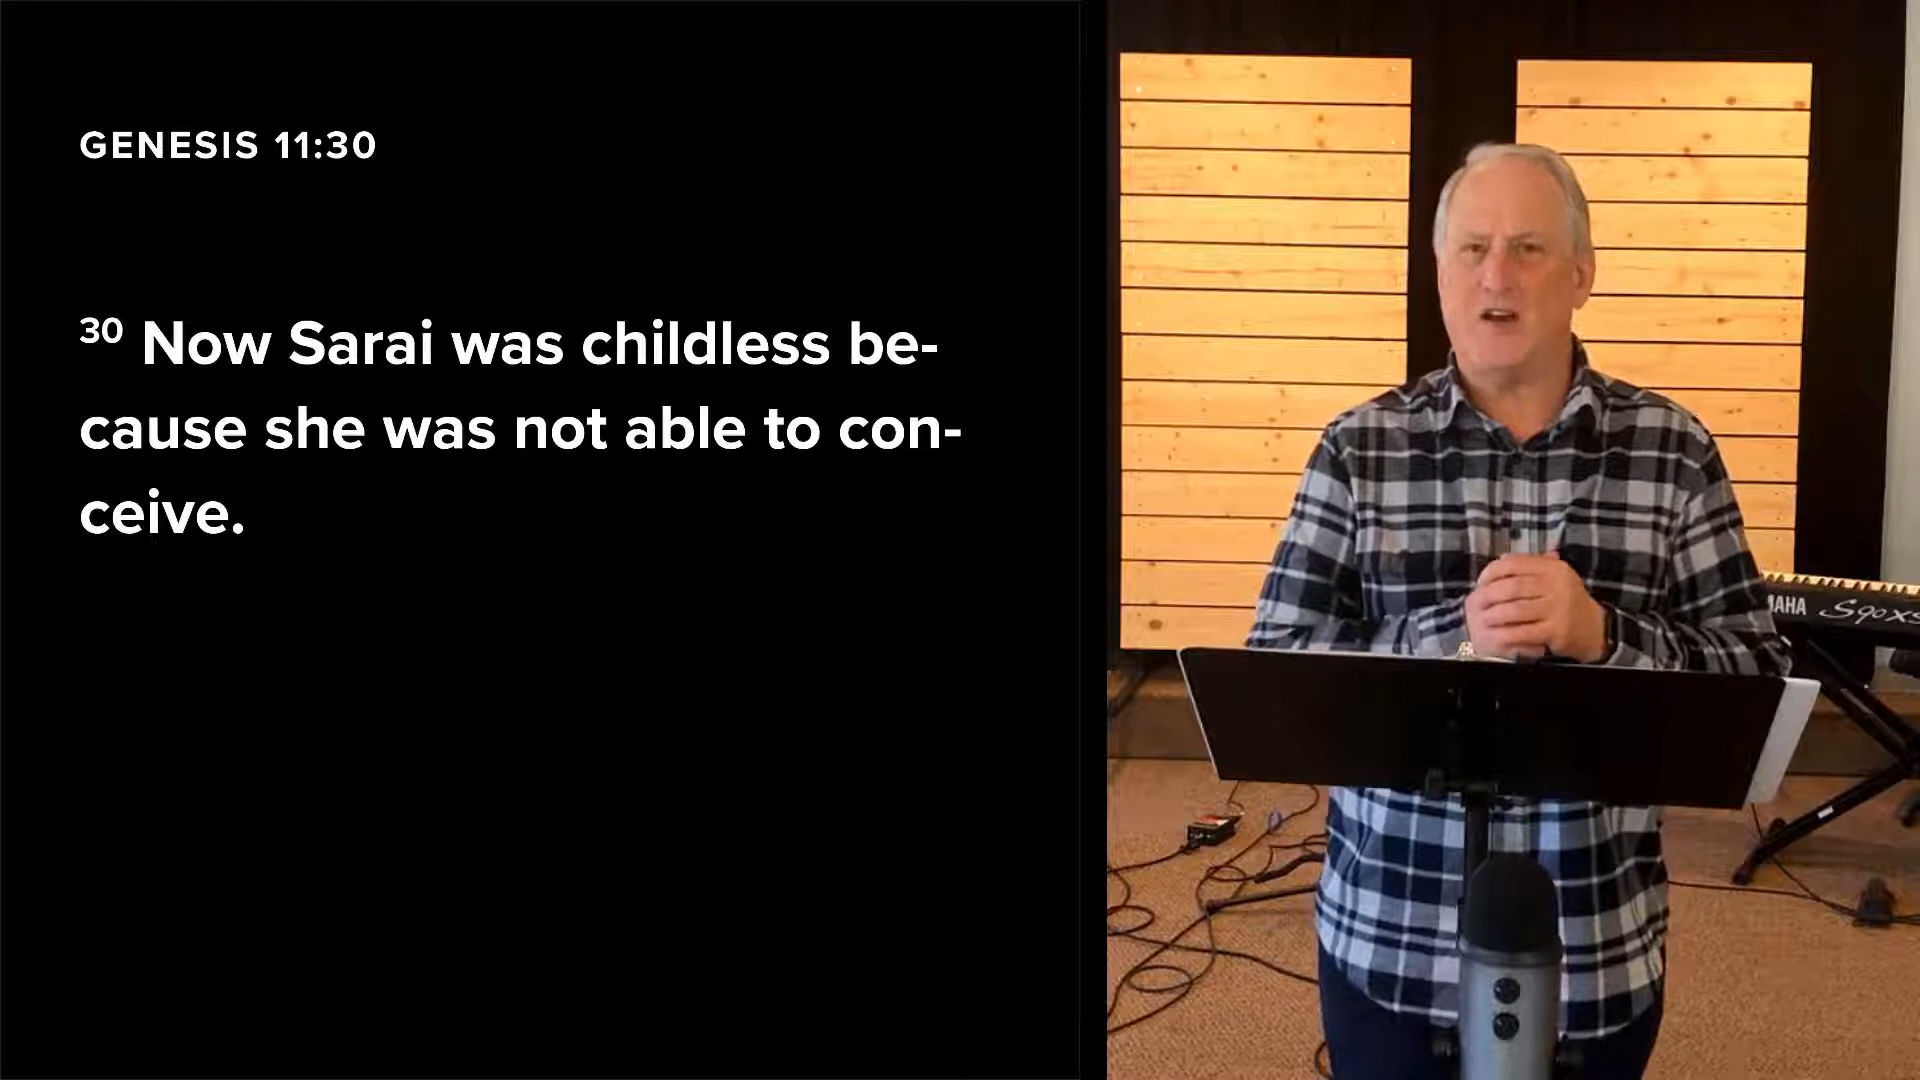 GENESIS 11:30
30 Now Sarai was childless be-
cause she was not able to con-
ceive.
AHA S90XS